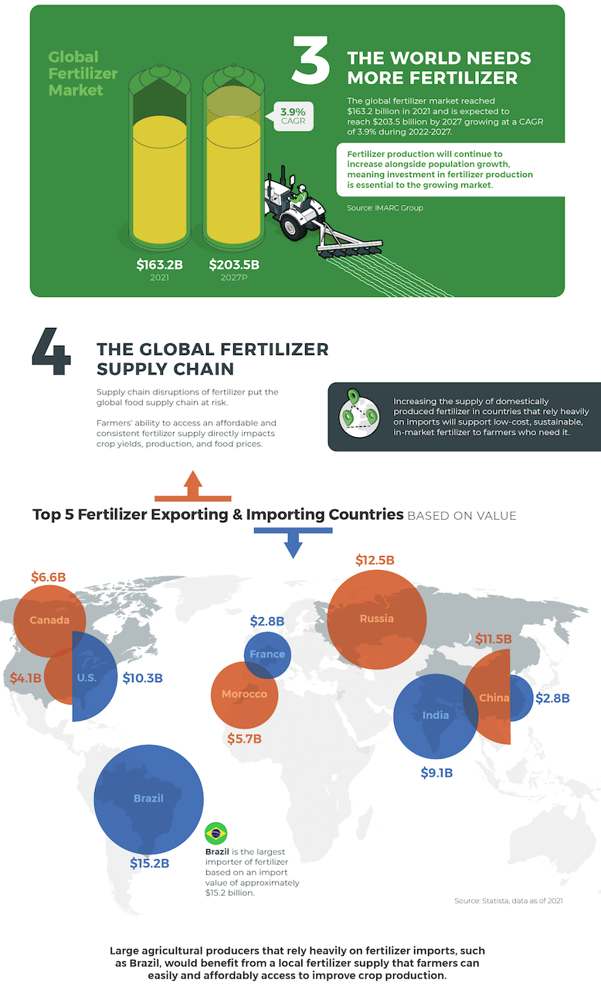 Global
Fertilizer
Market
3
THE WORLD NEEDS
MORE FERTILIZER
The global fertilizer market reached
$163.2 billion in 2021 and is expected to
reach $203.5 billion by 2027 growing at a CAGR
of 3.9% during 2022-2027.
3.9%
CAGR
Fertilizer production will continue to
increase alongside population growth,
meaning investment in fertilizer production
is essential to the growing market.
Source: IMARC Group
$163.2B
2021
$203.5B
2027P
4
THE GLOBAL FERTILIZER
SUPPLY CHAIN
Supply chain disruptions of fertilizer put the
global food supply chain at risk.
Farmers' ability to access an affordable and
consistent fertilizer supply directly impacts
crop yields, production, and food prices.
Increasing the supply of domestically
produced fertilizer in countries that rely heavily
on imports will support low-cost, sustainable,
in-market fertilizer to farmers who need it.
Top 5 Fertilizer Exporting & Importing Countries BASED ON VALUE
$12.5B
Russia
$6.6B
Canada
$2.8B
France
$11.5B
China
$2.8B
$4.1B
U.S.
$10.3B
Morocco
$5.7B
India
$9.1B
Brazil
$15.2B
Brazil is the largest
importer of fertilizer
based on an import
value of approximately
$15.2 billion.
Source: Statista, data as of 2021
Large agricultural producers that rely heavily on fertilizer imports, such
as Brazil, would benefit from a local fertilizer supply that farmers can
easily and affordably access to improve crop production.